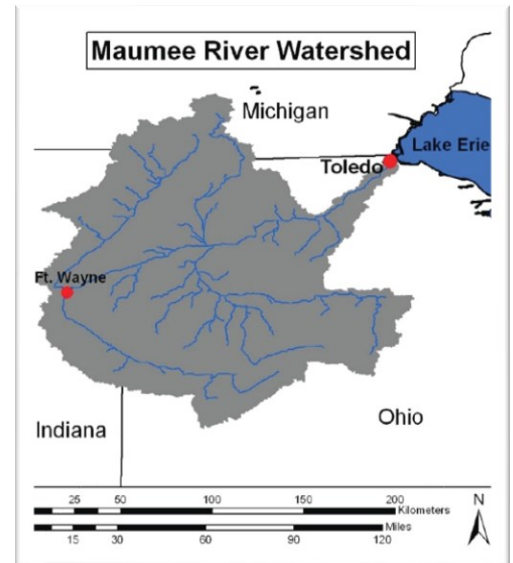 Maumee River Watershed
Michigan
Lake Erie
Toledo
Ft. Wayne
Indiana
Ohio
25 50 100 150 200
Kilometers
N
Miles
15 30 60 90 120